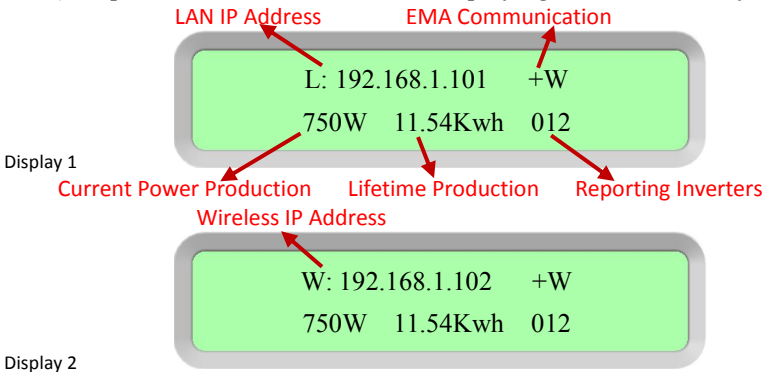 LAN IP Address EMA Communication
L: 192.168.1.101 +W
750W 11.54Kwh 012
Display 1
Current Power Production Lifetime Production Reporting Inverters
Wireless IP Address
W: 192.168.1.102 +W
750W 11.54Kwh 012
Display 2